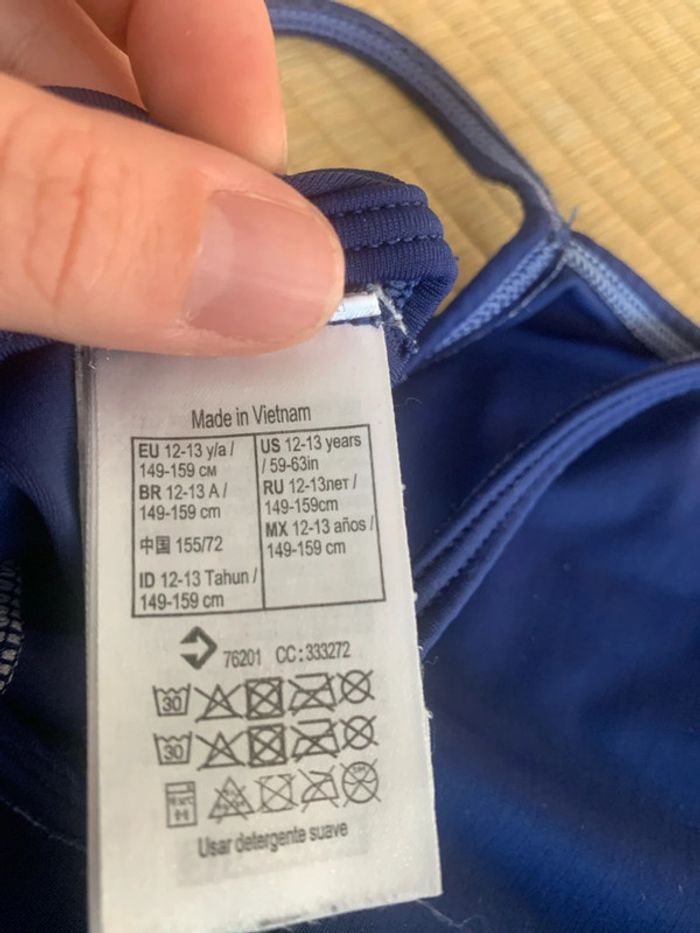 Made in Vietnam
EU 12-13 y/a /
149-159 см
BR 12-13 A /
149-159 cm
中国 155/72
ID 12-13 Tahun /
149-159 cm
US 12-13 years
/ 59-63in
RU 12-13лет /
149-159cm
MX 12-13 años /
149-159 cm
76201 CC:333272
30
30
Usar detergente suave